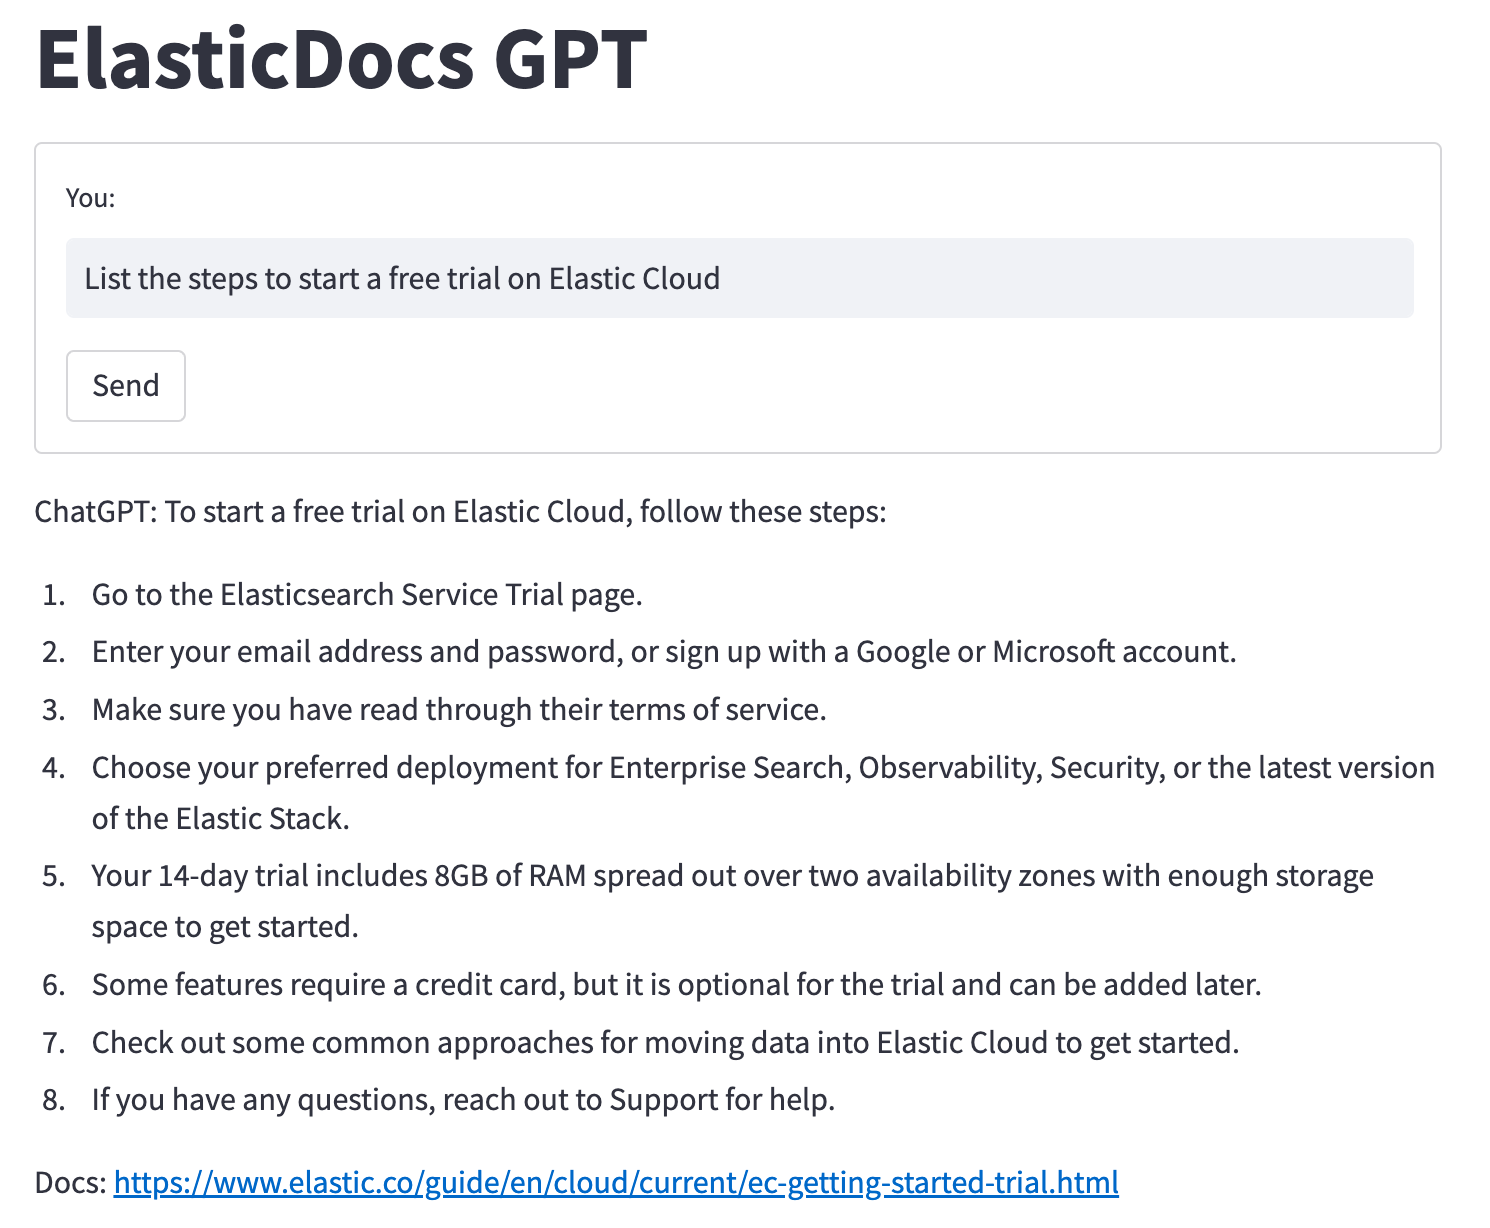 ElasticDocs GPT
You:
List the steps to start a free trial on Elastic Cloud
Send
ChatGPT: To start a free trial on Elastic Cloud, follow these steps:
1. Go to the Elasticsearch Service Trial page.
2. Enter your email address and password, or sign up with a Google or Microsoft account.
3. Make sure you have read through their terms of service.
4. Choose your preferred deployment for Enterprise Search, Observability, Security, or the latest version
of the Elastic Stack.
5. Your 14-day trial includes 8GB of RAM spread out over two availability zones with enough storage
space to get started.
6. Some features require a credit card, but it is optional for the trial and can be added later.
7. Check out some common approaches for moving data into Elastic Cloud to get started.
8. If you have any questions, reach out to Support for help.
Docs: https://www.elastic.co/guide/en/cloud/current/ec-getting-started-trial.html